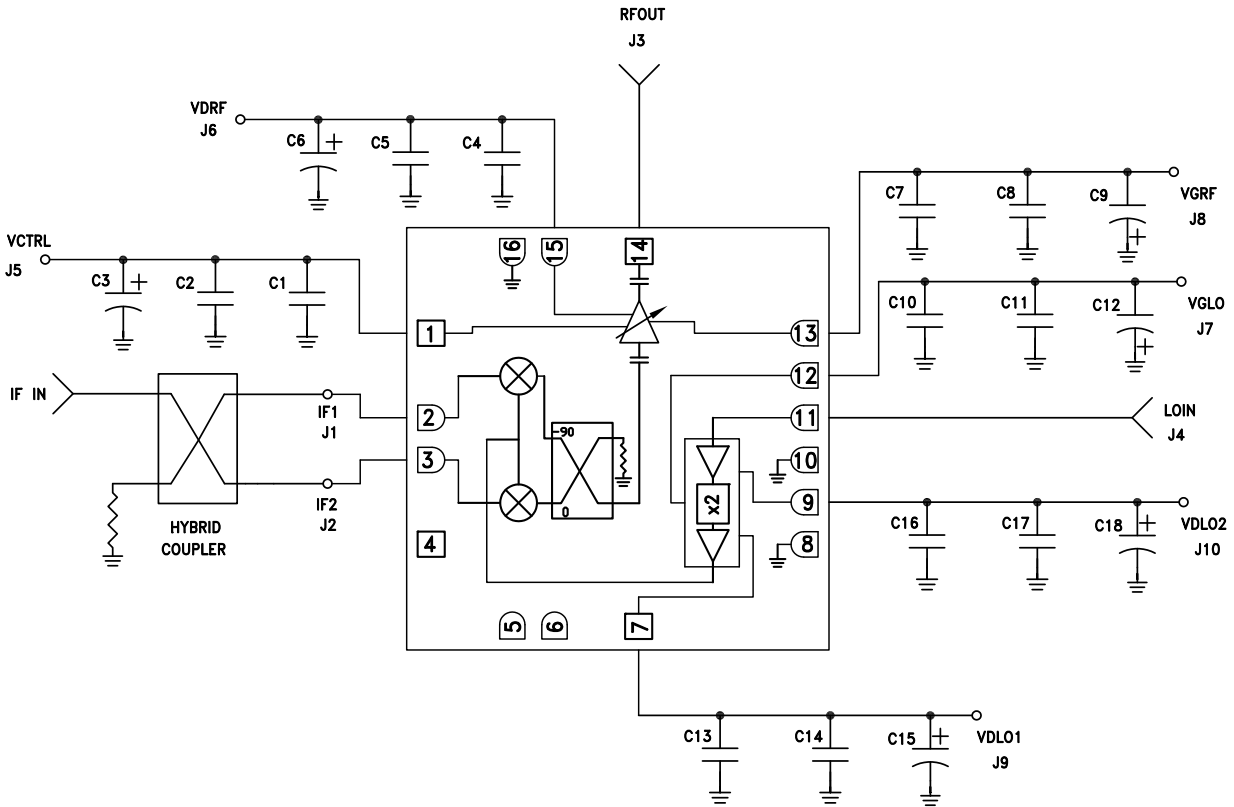 RFOUT
J3
VDRF
J6
C6 +
C5
C4
C7
C8
C9
+
VGRF
J8
VCTRL
J5
C3 +
C2
C1
16
15
14
C10
C11
C12
+
VGLO
J7
1
13
12
IF IN
IF1
J1
2
11
LOIN
J4
-90
3
10
x2
9
IF2
J2
0
HYBRID
COUPLER
4
8
C16
C17
C18 +
VDLO2
J10
5
6
7
C13
C14
C15 +
VDLO1
J9